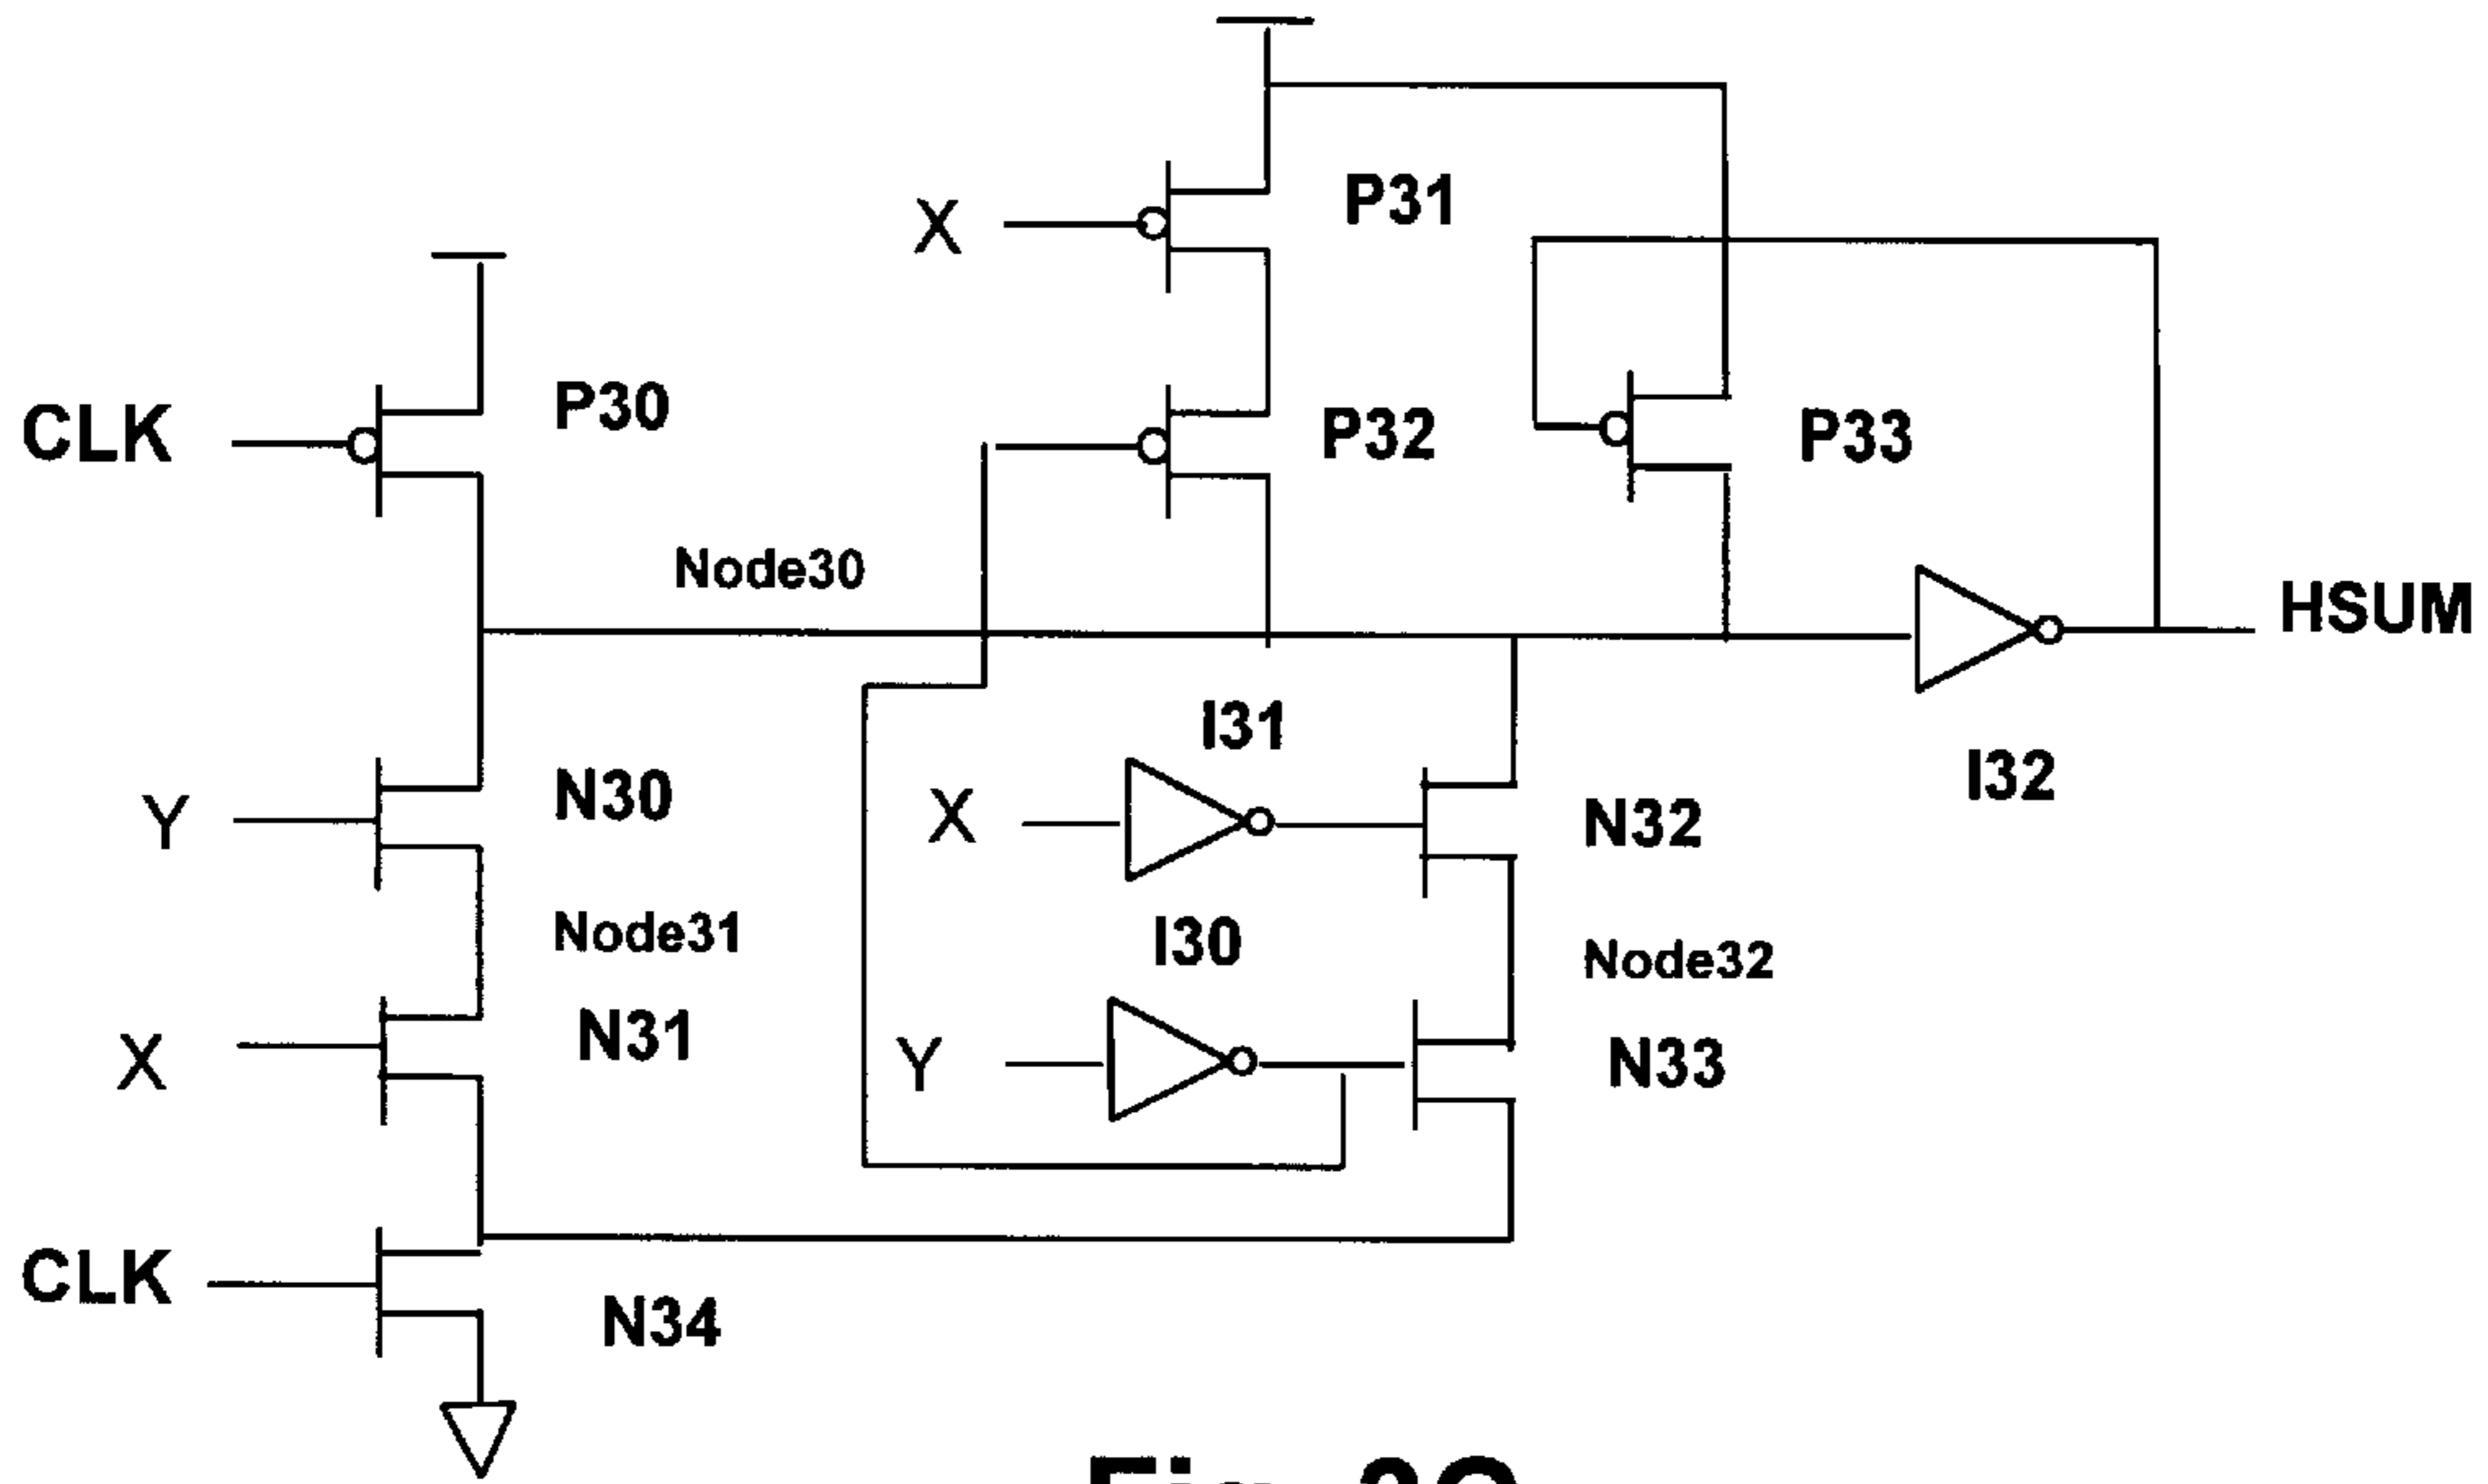 X
P31
CLK
P30
P32
P33
Node30
HSUM
I31
I32
Y
N30
X
N32
Node31
I30
Node32
X
N31
Y
N33
CLK
N34